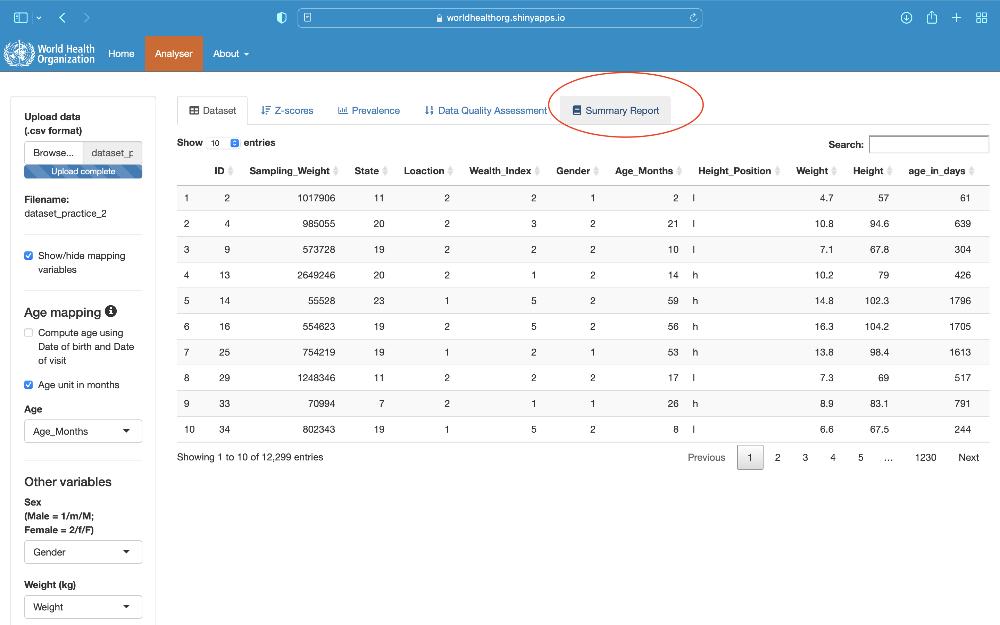 worldhealthorg.shinyapps.io
World Health Organization
Home
Analyser
About
Upload data
(.csv format)
Browse... dataset_p
Upload complete
Filename:
dataset_practice_2
Show/hide mapping
variables
Age mapping
Compute age using
Date of birth and Date
of visit
Age unit in months
Age
Age_Months
Other variables
Sex
(Male = 1/m/M;
Female = 2/f/F)
Gender
Weight (kg)
Weight
Dataset Z-scores Prevalence Data Quality Assessment Summary Report
Show 10 entries
Search:
ID Sampling_Weight State Loaction Wealth_Index Gender Age_Months Height_Position Weight Height age_in_days
1 2 1017906 11 2 2 1 2 l 4.7 57 61
2 4 985055 20 2 3 2 21 l 10.8 94.6 639
3 9 573728 19 2 2 2 10 l 7.1 67.8 304
4 13 2649246 20 2 1 2 14 h 10.2 79 426
5 14 55528 23 1 5 2 59 h 14.8 102.3 1796
6 16 554623 19 2 5 2 56 h 16.3 104.2 1705
7 25 754219 19 1 2 1 53 h 13.8 98.4 1613
8 29 1248346 11 2 2 2 17 l 7.3 69 517
9 33 70994 7 2 1 1 26 h 8.9 83.1 791
10 34 802343 19 1 5 2 8 l 6.6 67.5 244
Showing 1 to 10 of 12,299 entries
Previous 1 2 3 4 5 … 1230 Next